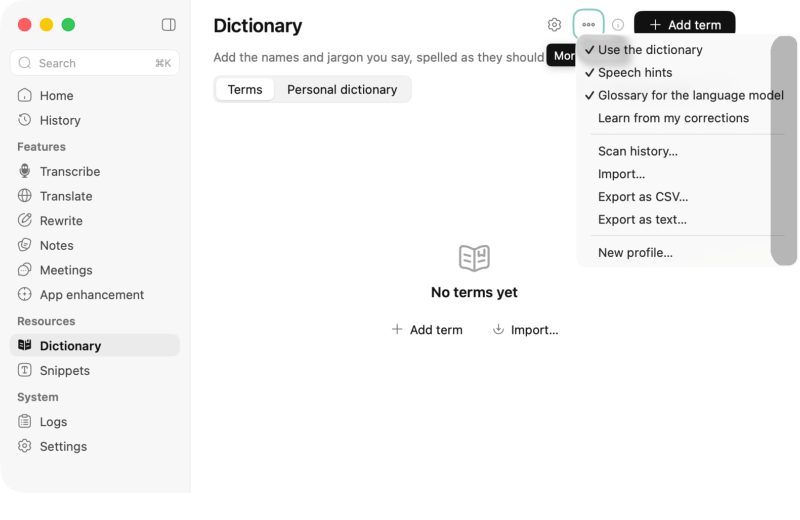 Search ⌘K
Home
History
Features
Transcribe
Translate
Rewrite
Notes
Meetings
App enhancement
Resources
Dictionary
Snippets
System
Logs
Settings
Dictionary
Add term
Add the names and jargon you say, spelled as they should
Terms Personal dictionary
Use the dictionary
Speech hints
Glossary for the language model
Learn from my corrections
Scan history...
Import...
Export as CSV...
Export as text...
New profile...
No terms yet
Add term Import...